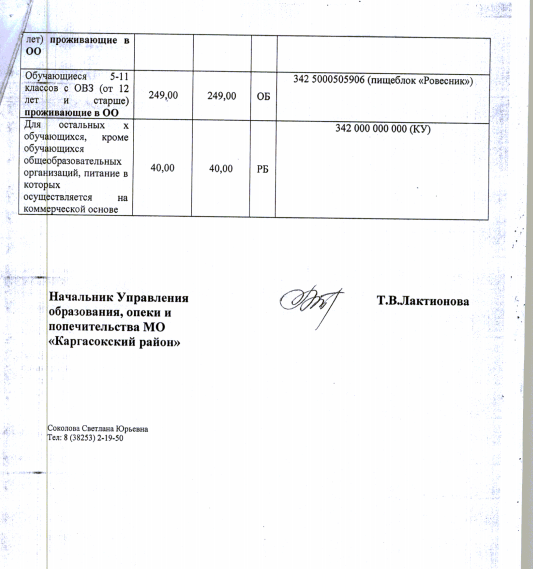 лет) проживающие в
ОО
Обучающиеся 5-11
классов с ОВЗ (от 12
лет и старше)
проживающие в ОО
249,00
249,00
ОБ
342 5000505906 (пищеблок «Ровесник»)
Для остальных х
обучающихся, кроме
обучающихся
общеобразовательных
организаций, питание в
которых
осуществляется на
коммерческой основе
40,00
40,00
РБ
342 000 000 000 (КУ)
Начальник Управления
образования, опеки и
попечительства МО
«Каргасокский район»
Т.В.Лактионова
Соколова Светлана Юрьевна
Тел: 8 (38253) 2-19-50